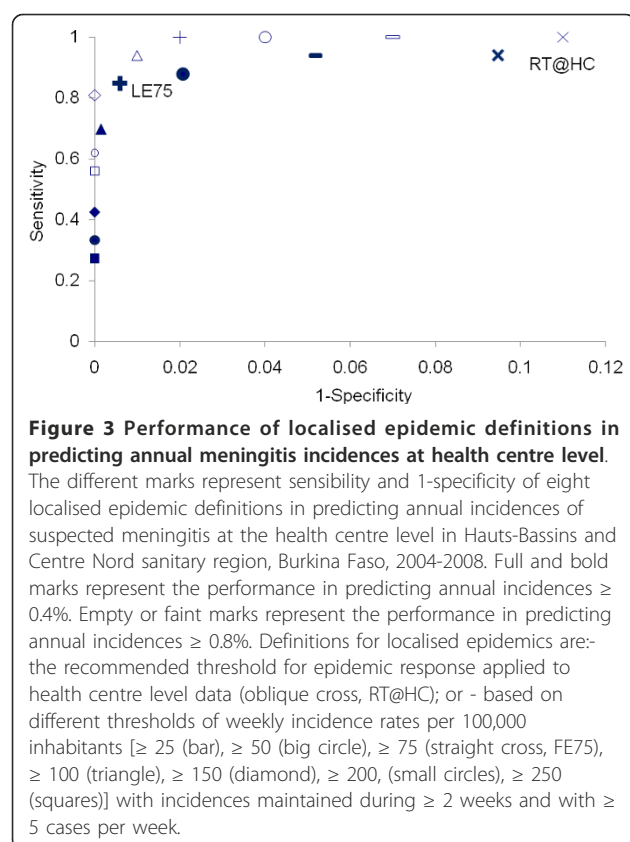 1
0.8
0.6
0.4
0.2
0
Sensitivity
LE75
RT@HC
0 0.02 0.04 0.06 0.08 0.1 0.12
1-Specificity
Figure 3 Performance of localised epidemic definitions in
predicting annual meningitis incidences at health centre level.
The different marks represent sensibility and 1-specificity of eight
localised epidemic definitions in predicting annual incidences of
suspected meningitis at the health centre level in Hauts-Bassins and
Centre Nord sanitary region, Burkina Faso, 2004-2008. Full and bold
marks represent the performance in predicting annual incidences ≥
0.4%. Empty or faint marks represent the performance in predicting
annual incidences ≥ 0.8%. Definitions for localised epidemics are:-
the recommended threshold for epidemic response applied to
health centre level data (oblique cross, RT@HC); or - based on
different thresholds of weekly incidence rates per 100,000
inhabitants [≥ 25 (bar), ≥ 50 (big circle), ≥ 75 (straight cross, FE75),
≥ 100 (triangle), ≥ 150 (diamond), ≥ 200, (small circles), ≥ 250
(squares)] with incidences maintained during ≥ 2 weeks and with ≥
5 cases per week.